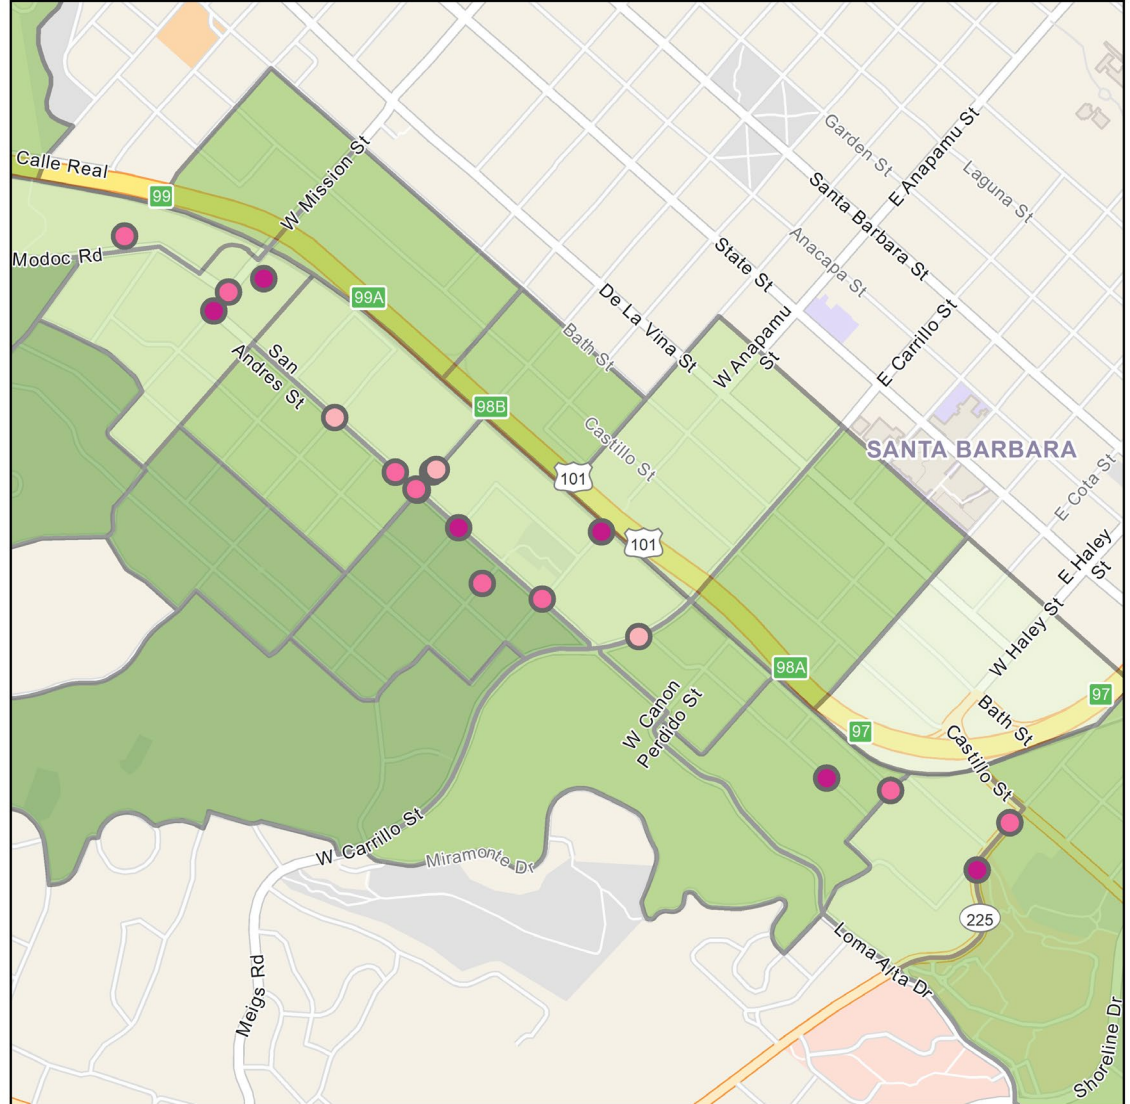 Calle Real
99
W Mission St
Modoc Rd
99A
Garden St
E Anapamu St
Laguna St
Santa Barbara St
Anacapa St
State St
De La Vina St
W Anapamu
St
E Carrillo St
Bath St
San
Andres St
98B
Castillo St
101
101
SANTA BARBARA
E Cota St
E Haley
St
W Haley St
98A
97
97
W Canon
Perdido St
Bath St
Castillo St
W Carrillo St
Miramonte Dr
225
Loma Alta Dr
Meigs Rd
Shoreline Dr